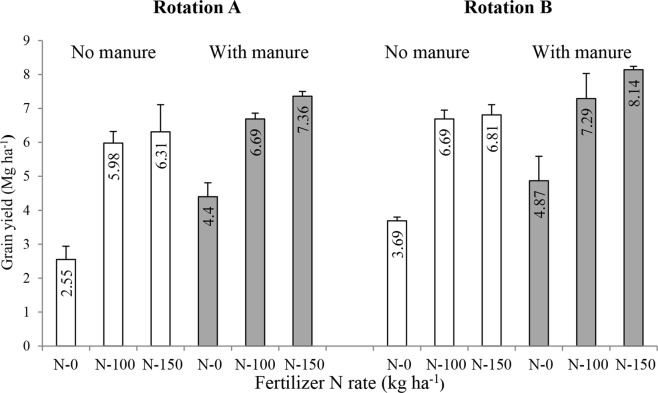 Rotation A Rotation B
No manure With manure No manure With manure
Grain yield (Mg ha-1)
9
8
7
6
5
4
3
2
1
0
2.55 5.98 6.31 4.4 6.69 7.36 3.69 6.69 6.81 4.87 7.29 8.14
N-0 N-100 N-150 N-0 N-100 N-150 N-0 N-100 N-150 N-0 N-100 N-150
Fertilizer N rate (kg ha-1)